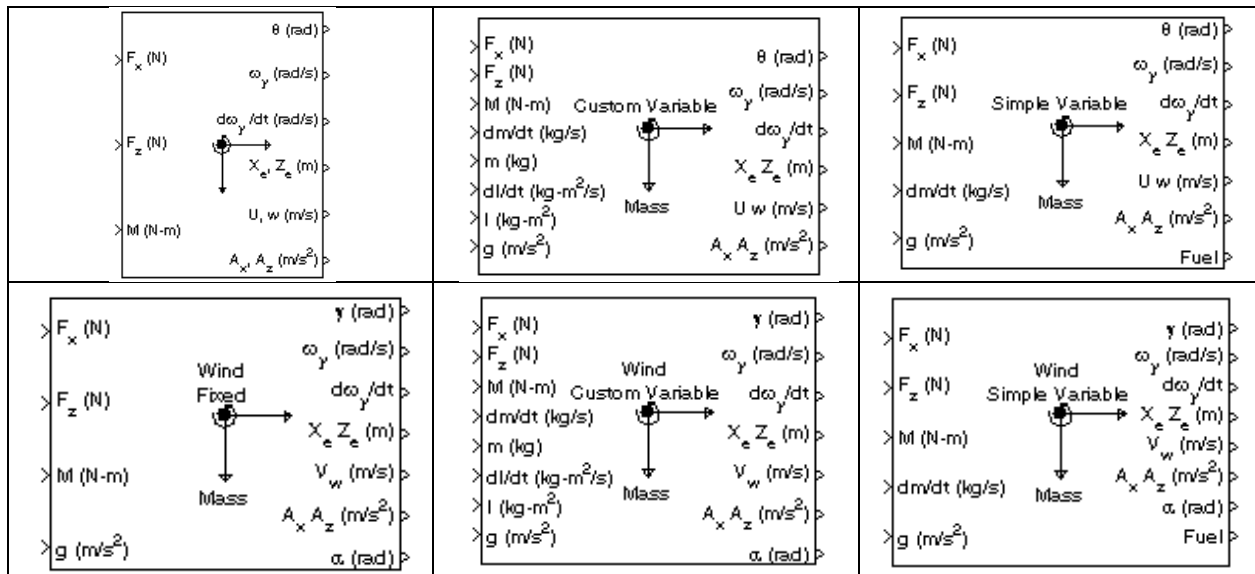 F_x (N)
F_z (N)
M (N-m)
θ (rad)
ω_y (rad/s)
dω_y/dt (rad/s)
X_e, Z_e (m)
U, w (m/s)
A_x, A_z (m/s²)
F_x (N)
F_z (N)
M (N-m)
dm/dt (kg/s)
m (kg)
dI/dt (kg-m²/s)
I (kg-m²)
g (m/s²)
Custom Variable
Mass
θ (rad)
ω_y (rad/s)
dω_y/dt
X_e Z_e (m)
U w (m/s)
A_x A_z (m/s²)
F_x (N)
F_z (N)
M (N-m)
dm/dt (kg/s)
g (m/s²)
Simple Variable
Mass
θ (rad)
ω_y (rad/s)
dω_y/dt
X_e Z_e (m)
U w (m/s)
A_x A_z (m/s²)
Fuel
F_x (N)
F_z (N)
M (N-m)
g (m/s²)
Wind
Fixed
Mass
γ (rad)
ω_y (rad/s)
dω_y/dt
X_e Z_e (m)
V_w (m/s)
A_x A_z (m/s²)
α (rad)
F_x (N)
F_z (N)
M (N-m)
dm/dt (kg/s)
m (kg)
dI/dt (kg-m²/s)
I (kg-m²)
g (m/s²)
Wind
Custom Variable
Mass
γ (rad)
ω_y (rad/s)
dω_y/dt
X_e Z_e (m)
V_w (m/s)
A_x A_z (m/s²)
α (rad)
F_x (N)
F_z (N)
M (N-m)
dm/dt (kg/s)
g (m/s²)
Wind
Simple Variable
Mass
γ (rad)
ω_y (rad/s)
dω_y/dt
X_e Z_e (m)
V_w (m/s)
A_x A_z (m/s²)
α (rad)
Fuel